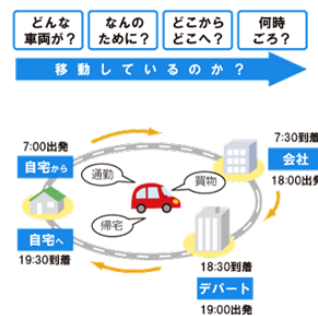 どんな
車両が？
なんの
ために？
どこから
どこへ？
何時
ごろ？
移動しているのか？
7:00出発
自宅から
通勤
買物
帰宅
7:30到着
会社
18:00出発
自宅へ
19:30到着
18:30到着
デパート
19:00出発